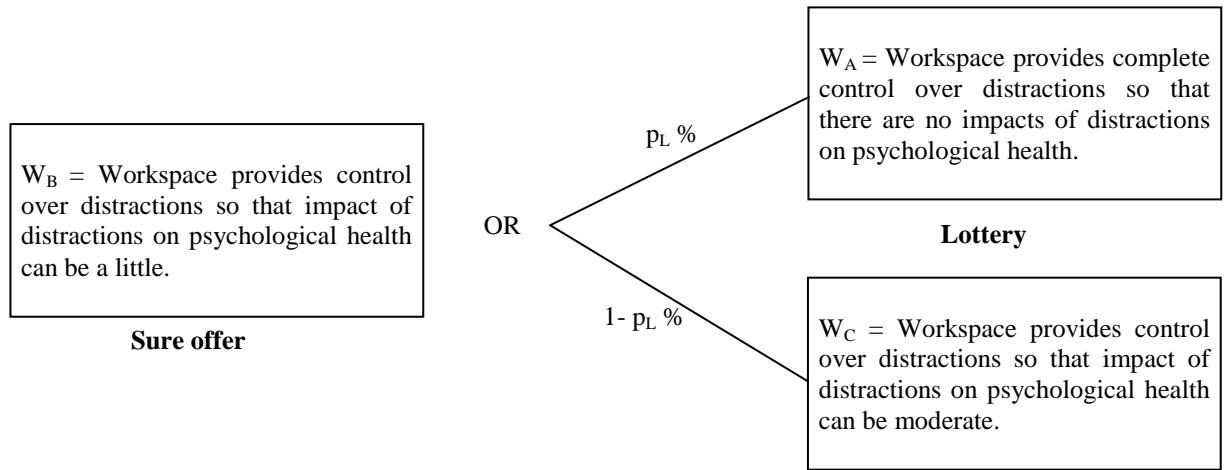 W_B = Workspace provides control
over distractions so that impact of
distractions on psychological health
can be a little.
Sure offer
OR
p_L %
1- p_L %
W_A = Workspace provides complete
control over distractions so that
there are no impacts of distractions
on psychological health.
Lottery
W_C = Workspace provides control
over distractions so that impact of
distractions on psychological health
can be moderate.